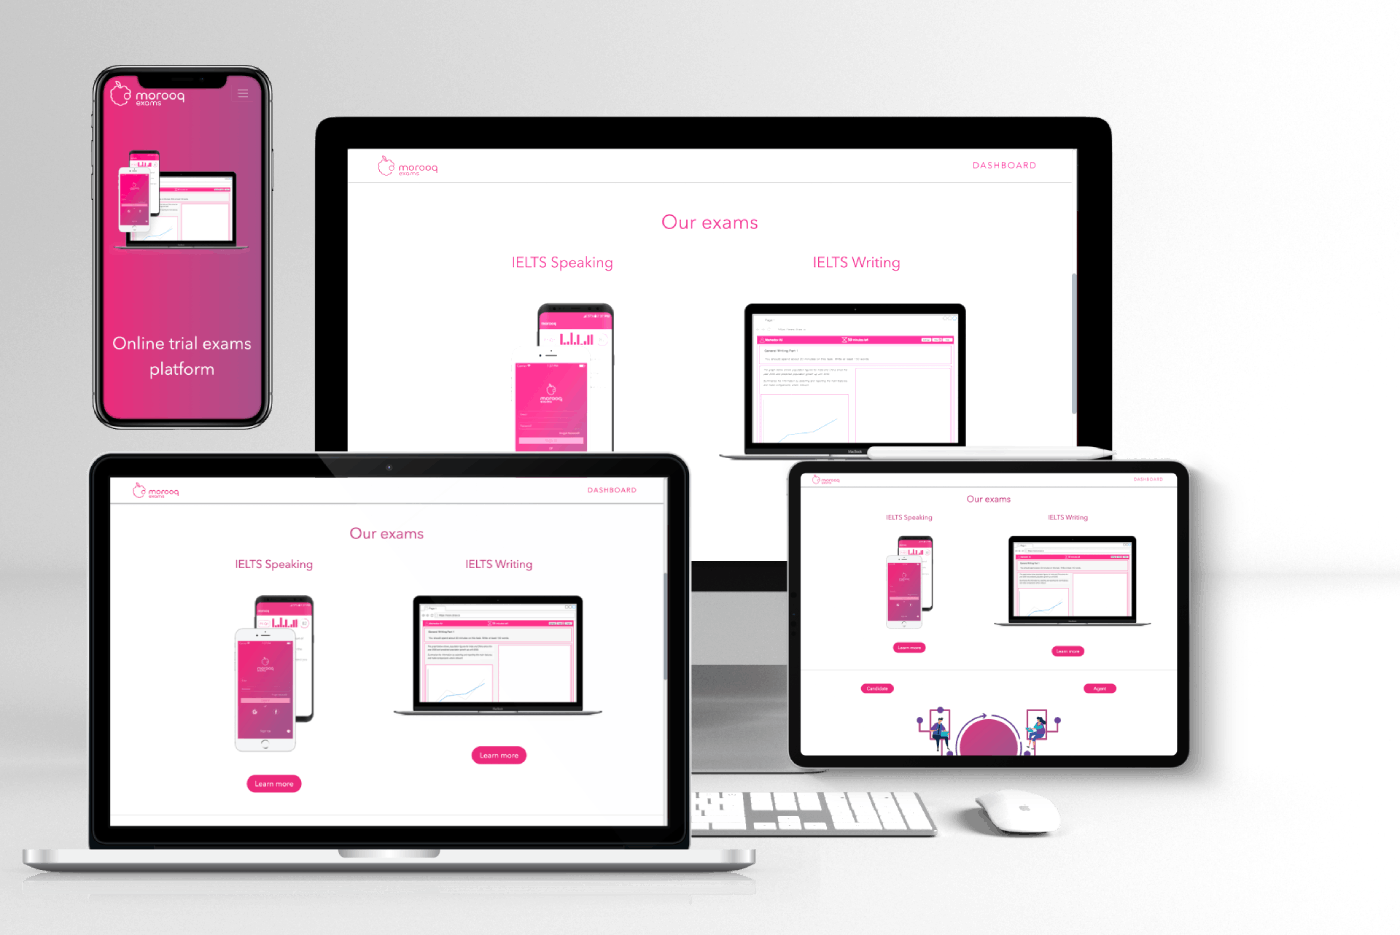 morooq
exams
Online trial exams
platform
morooq
exams
DASHBOARD
Our exams
IELTS Speaking
IELTS Writing
morooq
exams
morooq
exams
DASHBOARD
Our exams
IELTS Speaking
IELTS Writing
Learn more
Learn more
morooq
exams
DASHBOARD
Our exams
IELTS Speaking
IELTS Writing
Learn more
Learn more
Candidate
Agent